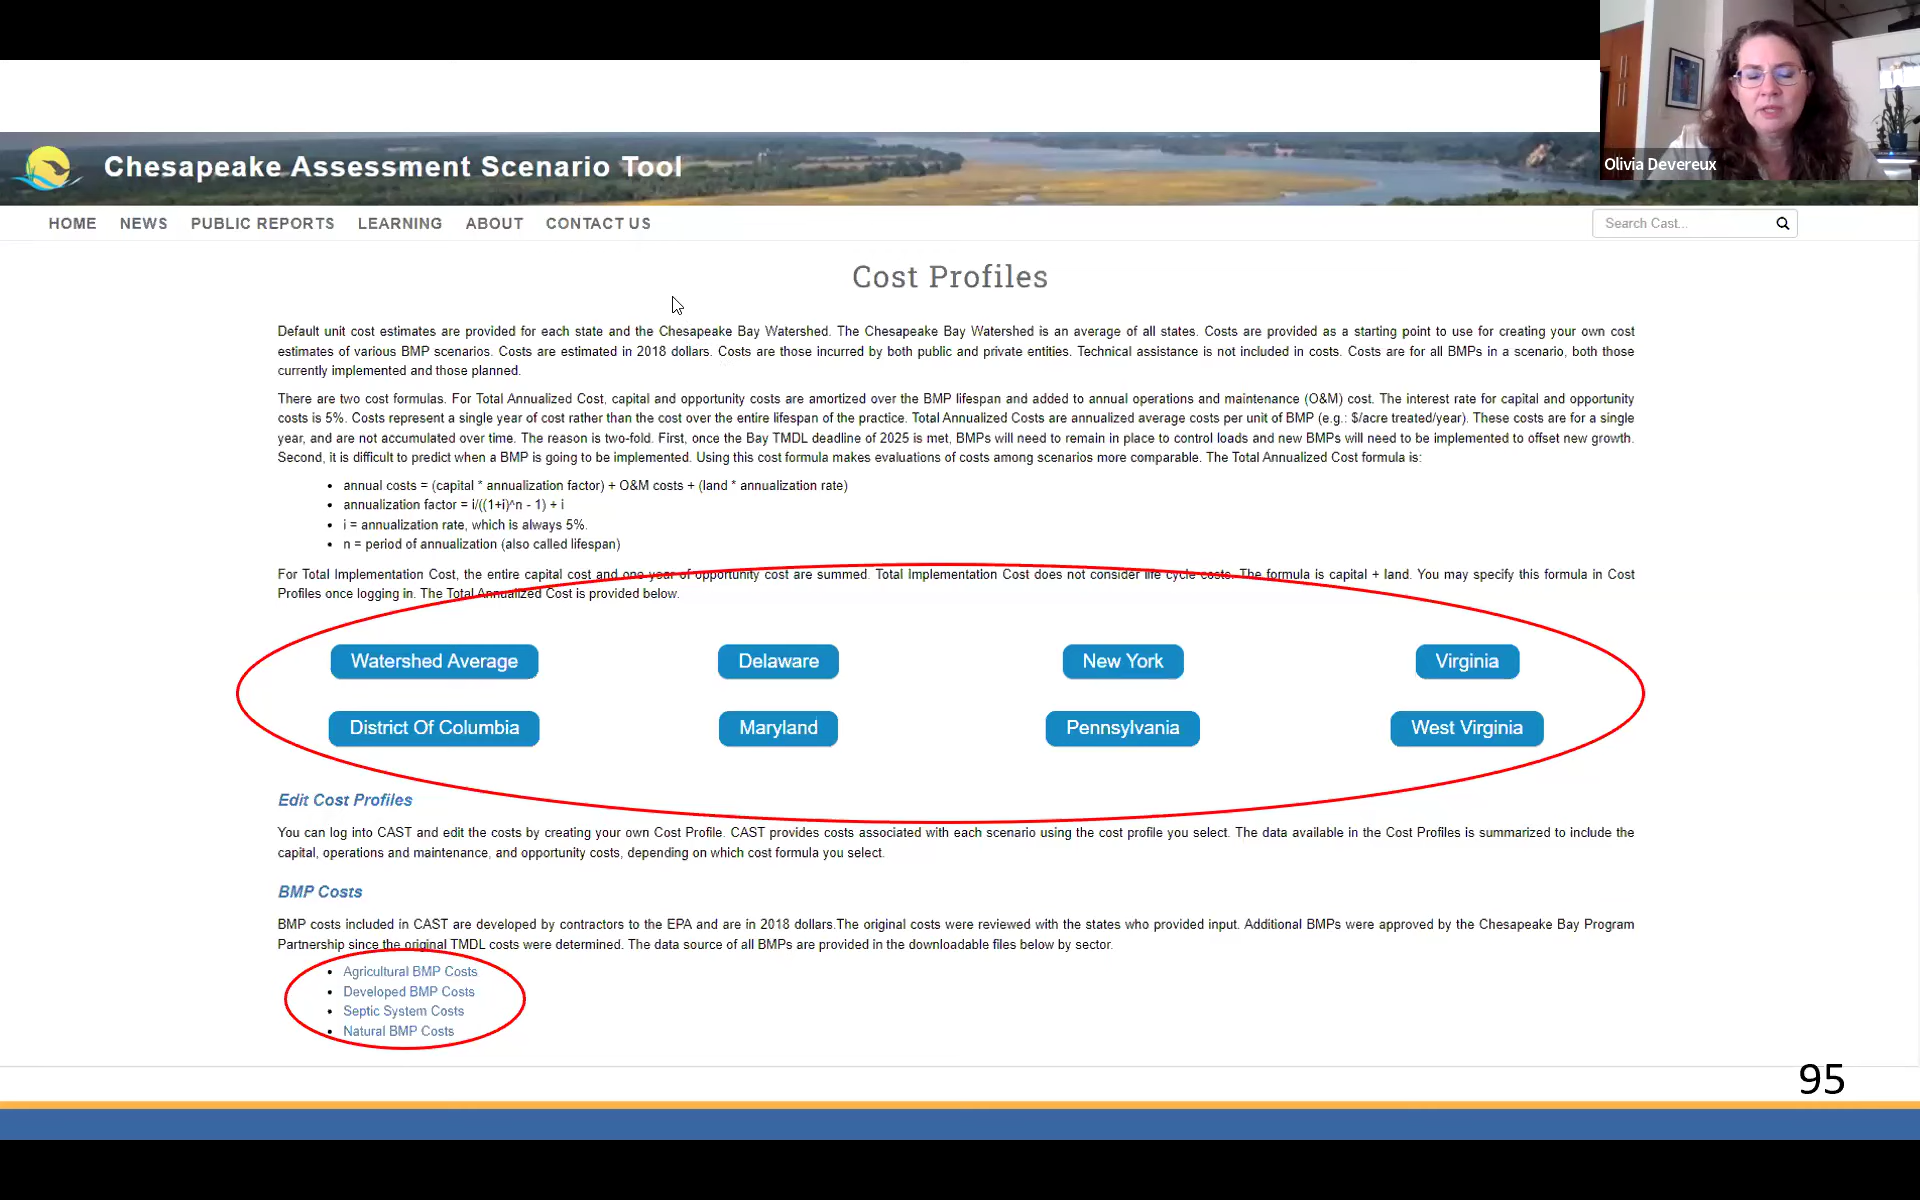 Olivia Devereux
Chesapeake Assessment Scenario Tool
HOME NEWS PUBLIC REPORTS LEARNING ABOUT CONTACT US Search Cast...
Cost Profiles
Default unit cost estimates are provided for each state and the Chesapeake Bay Watershed. The Chesapeake Bay Watershed is an average of all states. Costs are provided as a starting point to use for creating your own cost
estimates of various BMP scenarios. Costs are estimated in 2018 dollars. Costs are those incurred by both public and private entities. Technical assistance is not included in costs. Costs are for all BMPs in a scenario, both those
currently implemented and those planned.
There are two cost formulas. For Total Annualized Cost, capital and opportunity costs are amortized over the BMP lifespan and added to annual operations and maintenance (O&M) cost. The interest rate for capital and opportunity
costs is 5%. Costs represent a single year of cost rather than the cost over the entire lifespan of the practice. Total Annualized Costs are annualized average costs per unit of BMP (e.g.: $/acre treated/year). These costs are for a single
year, and are not accumulated over time. The reason is two-fold. First, once the Bay TMDL deadline of 2025 is met, BMPs will need to remain in place to control loads and new BMPs will need to be implemented to offset new growth.
Second, it is difficult to predict when a BMP is going to be implemented. Using this cost formula makes evaluations of costs among scenarios more comparable. The Total Annualized Cost formula is:
• annual costs = (capital * annualization factor) + O&M costs + (land * annualization rate)
• annualization factor = i/((1+i)^n - 1) + i
• i = annualization rate, which is always 5%.
• n = period of annualization (also called lifespan)
For Total Implementation Cost, the entire capital cost and one year of opportunity cost are summed. Total Implementation Cost does not consider life cycle costs. The formula is capital + land. You may specify this formula in Cost
Profiles once logging in. The Total Annualized Cost is provided below.
Watershed Average Delaware New York Virginia
District Of Columbia Maryland Pennsylvania West Virginia
Edit Cost Profiles
You can log into CAST and edit the costs by creating your own Cost Profile. CAST provides costs associated with each scenario using the cost profile you select. The data available in the Cost Profiles is summarized to include the
capital, operations and maintenance, and opportunity costs, depending on which cost formula you select.
BMP Costs
BMP costs included in CAST are developed by contractors to the EPA and are in 2018 dollars.The original costs were reviewed with the states who provided input. Additional BMPs were approved by the Chesapeake Bay Program
Partnership since the original TMDL costs were determined. The data source of all BMPs are provided in the downloadable files below by sector.
• Agricultural BMP Costs
• Developed BMP Costs
• Septic System Costs
• Natural BMP Costs
95